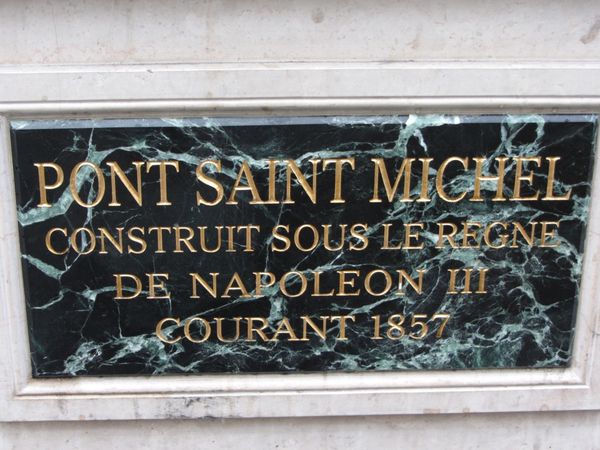 PONT SAINT MICHEL
CONSTRUIT SOUS LE REGNE
DE NAPOLEON III
COURANT 1857